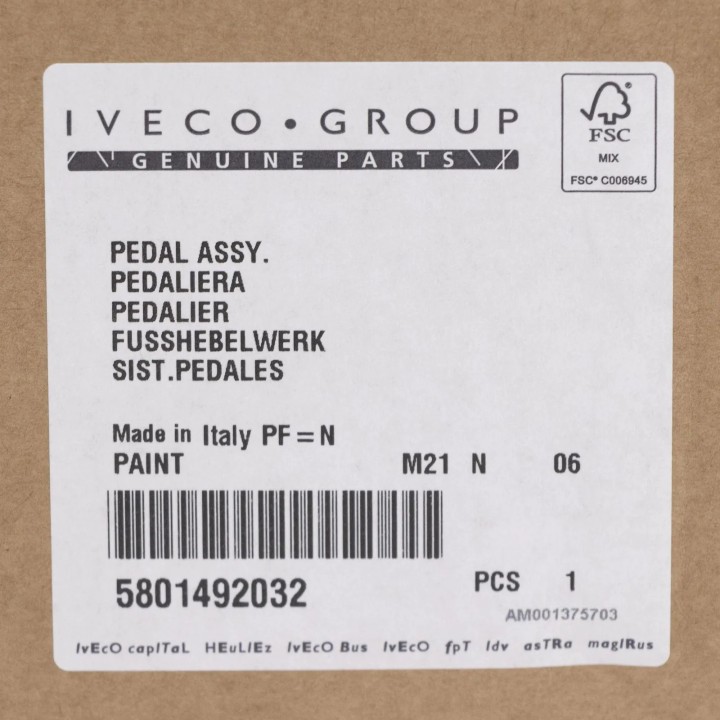 IVECO•GROUP
GENUINE PARTS
FSC
MIX
FSC® C006945
PEDAL ASSY.
PEDALIERA
PEDALIER
FUSSHEBELWERK
SIST.PEDALES
Made in Italy PF=N
PAINT M21 N 06
5801492032
PCS 1
AM001375703
IvEcO capITaL HEuLIEz IvEcO Bus IvEcO fpT Idv asTRa magIRus